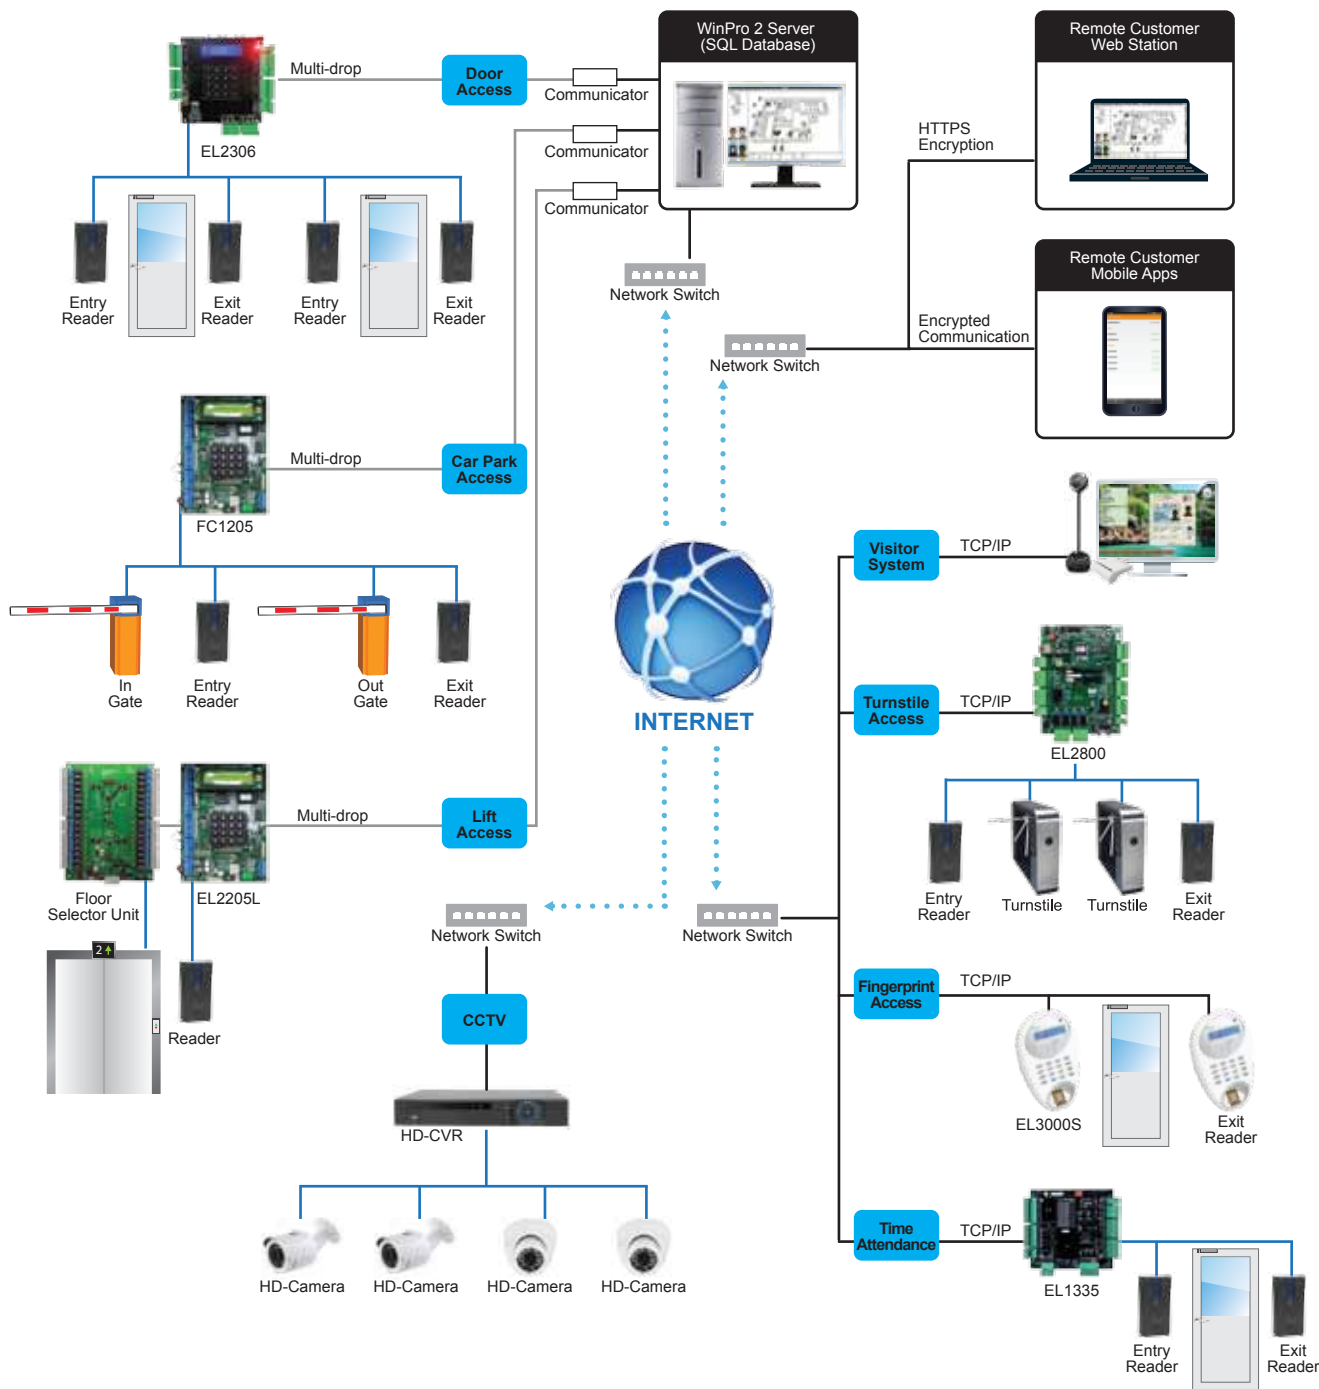 WinPro 2 Server
(SQL Database)
Remote Customer
Web Station
Multi-drop
Door
Access
Communicator
EL2306
Communicator
HTTPS
Encryption
Communicator
Entry
Reader
Exit
Reader
Entry
Reader
Exit
Reader
Network Switch
Remote Customer
Mobile Apps
Encrypted
Communication
Network Switch
Multi-drop
Car Park
Access
FC1205
Visitor
System
TCP/IP
In
Gate
Entry
Reader
Out
Gate
Exit
Reader
INTERNET
Turnstile
Access
TCP/IP
EL2800
Multi-drop
Lift
Access
Floor
Selector Unit
EL2205L
Entry
Reader
Turnstile
Turnstile
Exit
Reader
Network Switch
Network Switch
2
Reader
CCTV
Fingerprint
Access
TCP/IP
HD-CVR
EL3000S
Exit
Reader
Time
Attendance
TCP/IP
EL1335
HD-Camera
HD-Camera
HD-Camera
HD-Camera
Entry
Reader
Exit
Reader